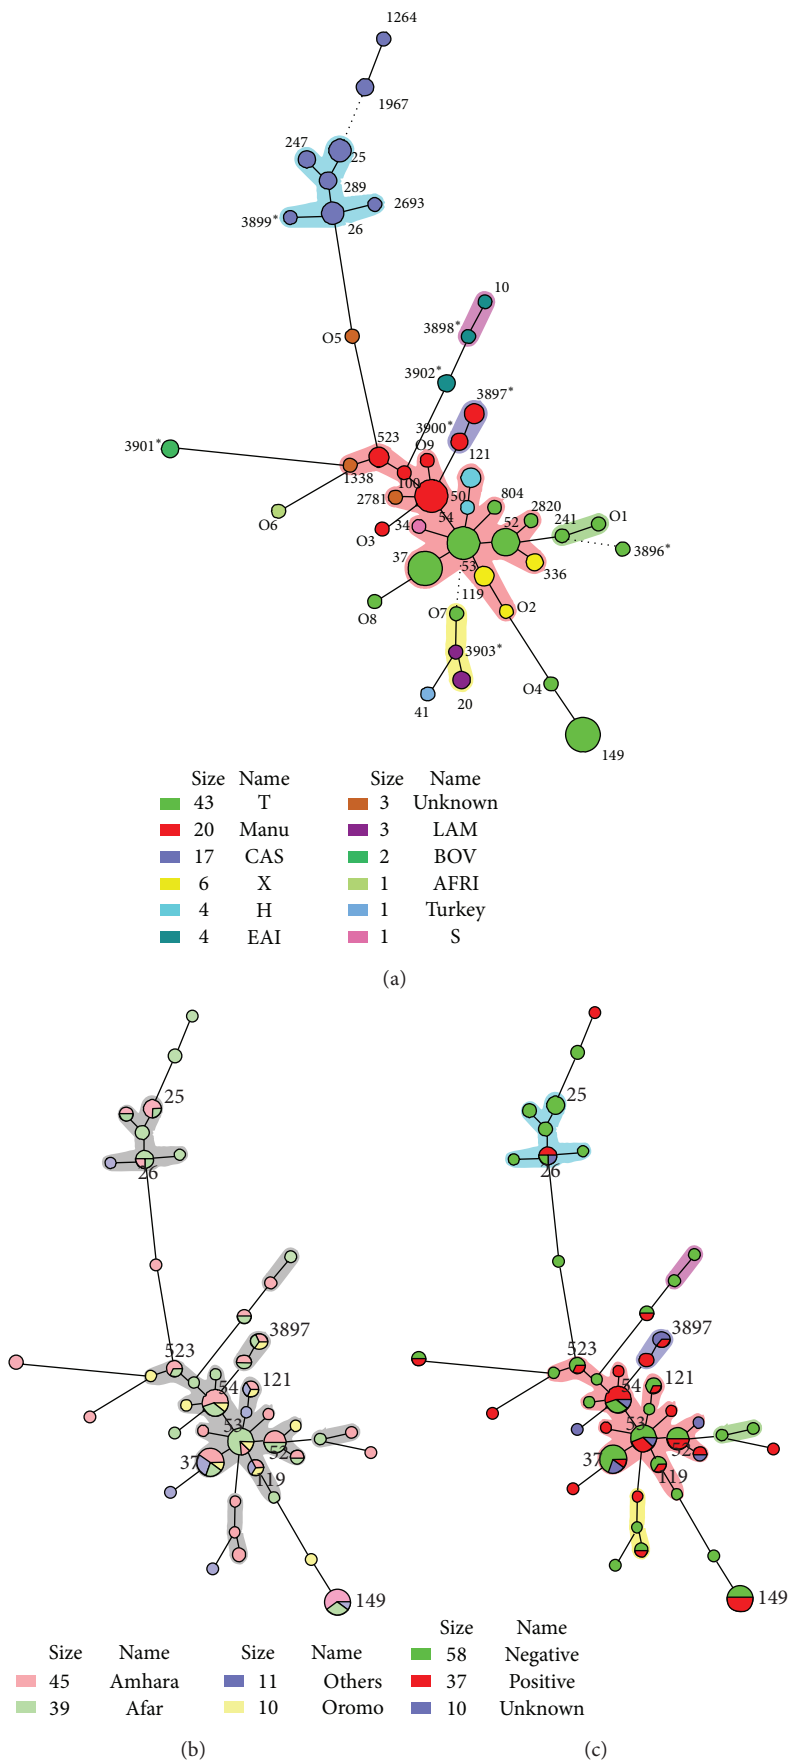 1264
1967
247
25
289
2693
3899*
26
10
O5
3898*
3902*
3897*
3900*
3901*
523
O9
121
1338
100
2781
50
804
2820
O1
O6
34
54
52
241
O3
3896*
37
53
336
119
O8
O7
O2
3903*
O4
41
20
149
Size Name Size Name
43 T 3 Unknown
20 Manu 3 LAM
17 CAS 2 BOV
6 X 1 AFRI
4 H 1 Turkey
4 EAI 1 S
(a)
25
26
3897
523
54
121
53
52
37
119
149
Size Name Size Name
45 Amhara 11 Others
39 Afar 10 Oromo
(b)
25
26
3897
523
54
121
53
52
37
119
149
Size Name
58 Negative
37 Positive
10 Unknown
(c)